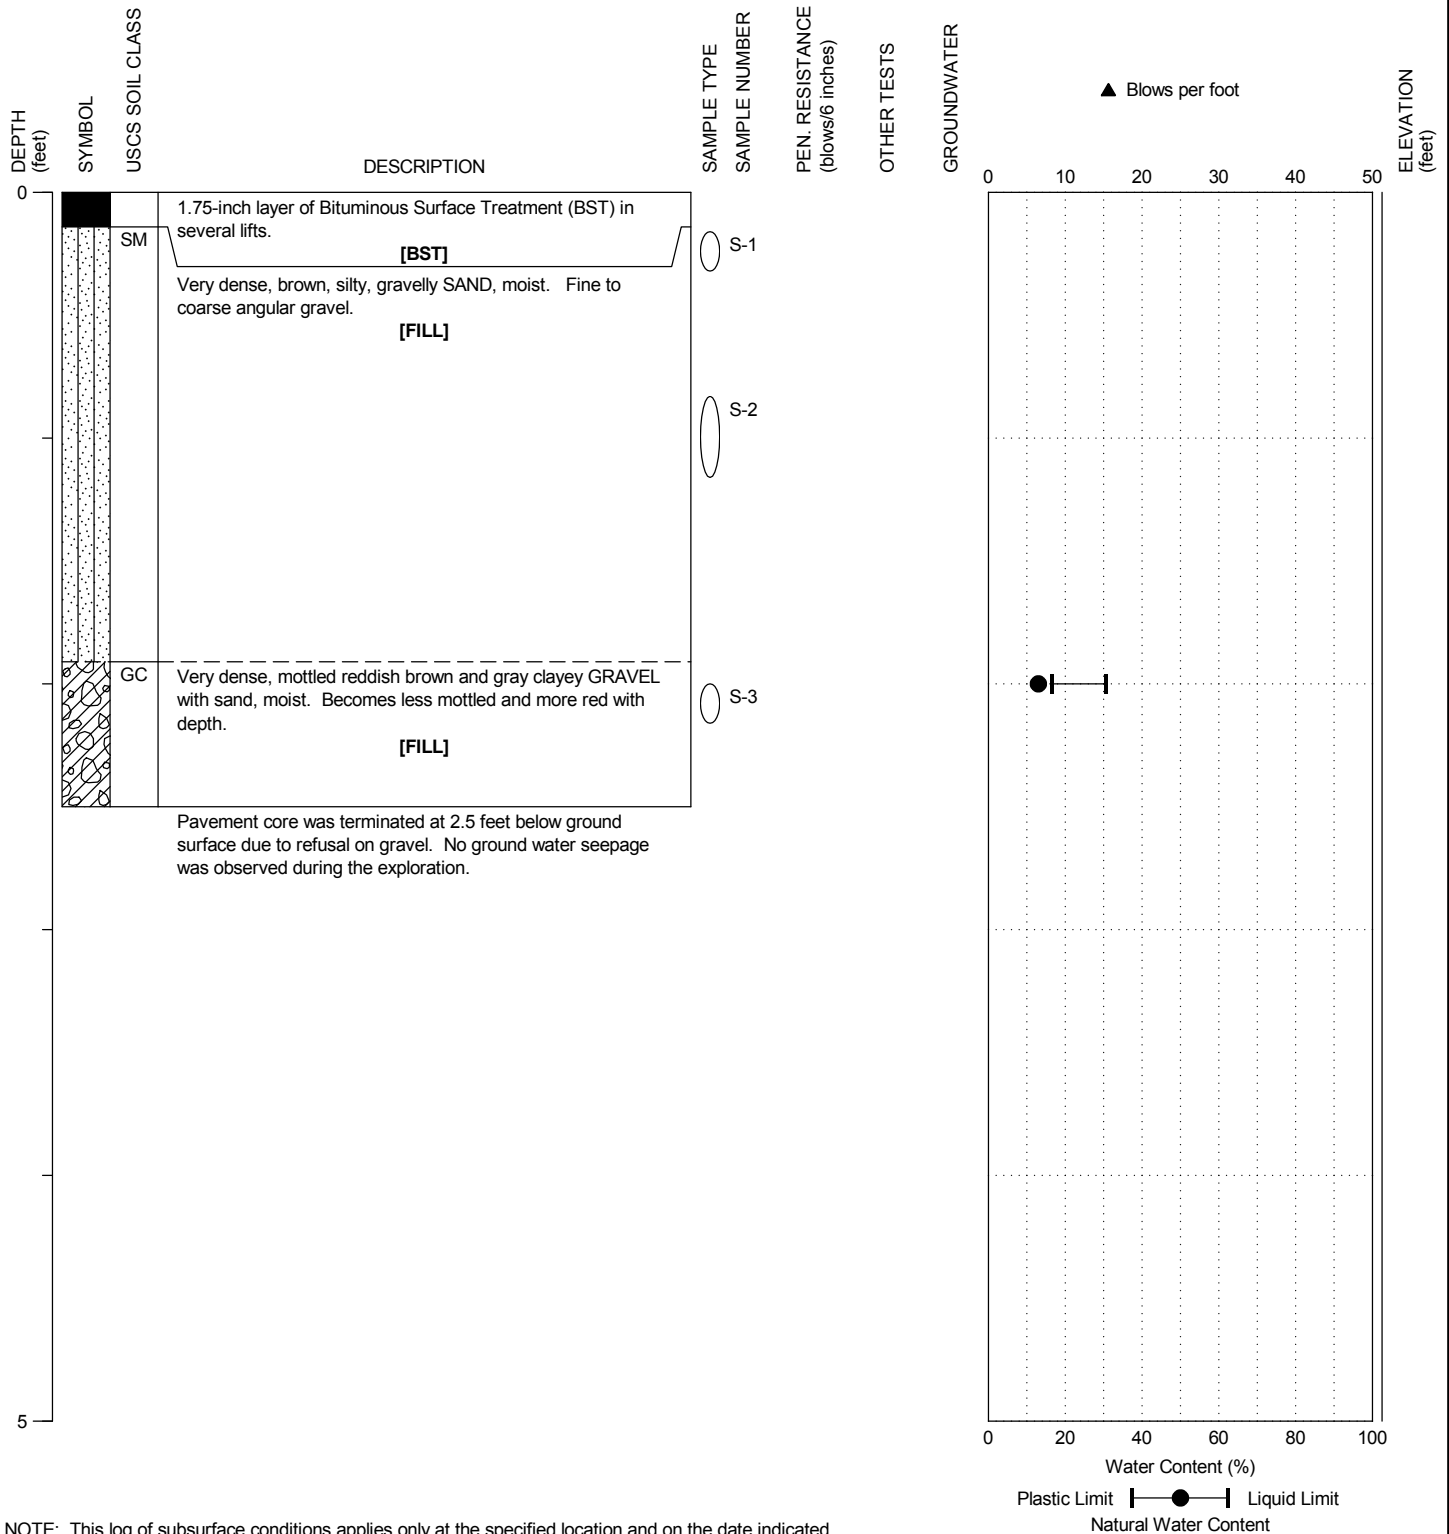 DEPTH
(feet)
SYMBOL
USCS SOIL CLASS
DESCRIPTION
SAMPLE TYPE
SAMPLE NUMBER
PEN. RESISTANCE
(blows/6 inches)
OTHER TESTS
GROUNDWATER
▲ Blows per foot
ELEVATION
(feet)
0 10 20 30 40 50
0
1.75-inch layer of Bituminous Surface Treatment (BST) in
several lifts.
[BST]
SM
S-1
Very dense, brown, silty, gravelly SAND, moist. Fine to
coarse angular gravel.
[FILL]
S-2
GC
Very dense, mottled reddish brown and gray clayey GRAVEL
with sand, moist. Becomes less mottled and more red with
depth.
[FILL]
S-3
Pavement core was terminated at 2.5 feet below ground
surface due to refusal on gravel. No ground water seepage
was observed during the exploration.
5
0 20 40 60 80 100
Water Content (%)
Plastic Limit Liquid Limit
Natural Water Content
NOTE: This log of subsurface conditions applies only at the specified location and on the date indicated